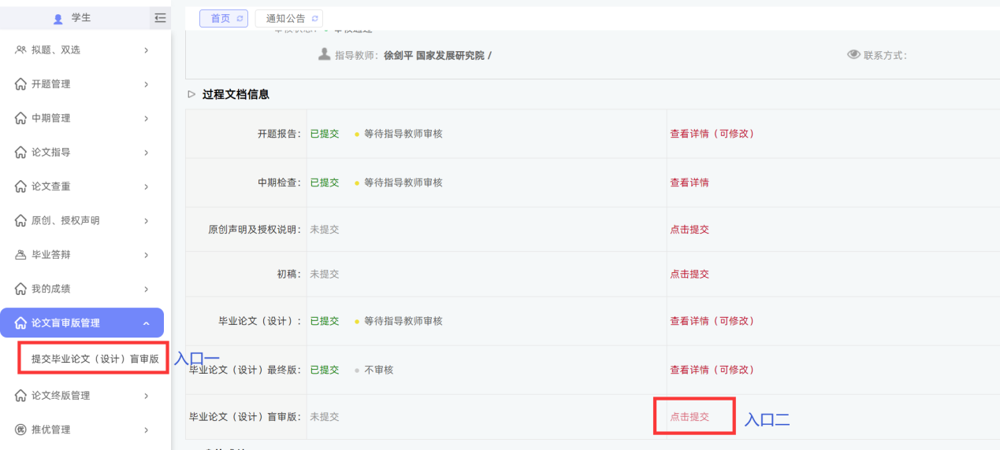 学生
首页
通知公告
拟题、双选
开题管理
中期管理
论文指导
论文查重
原创、授权声明
毕业答辩
我的成绩
论文盲审版管理
提交毕业论文（设计）盲审版
入口一
论文终版管理
推优管理
指导教师： 徐剑平 国家发展研究院 /
联系方式：
过程文档信息
开题报告： 已提交 等待指导教师审核 查看详情（可修改）
中期检查： 已提交 等待指导教师审核 查看详情
原创声明及授权说明： 未提交 点击提交
初稿： 未提交 点击提交
毕业论文（设计）： 已提交 等待指导教师审核 查看详情（可修改）
毕业论文（设计）最终版： 已提交 不审核 查看详情（可修改）
毕业论文（设计）盲审版： 未提交 点击提交
入口二